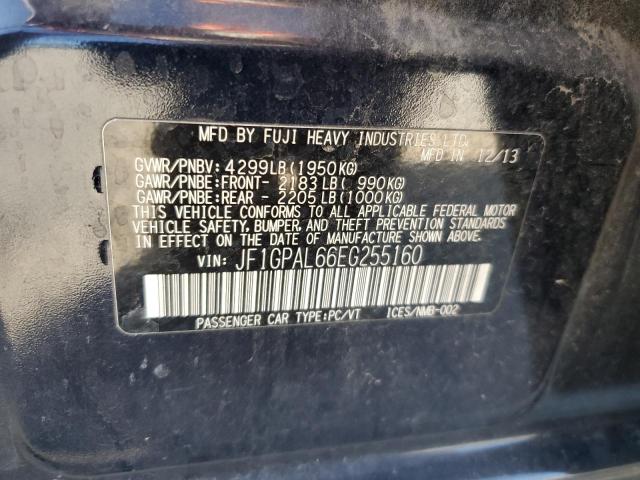 MFD BY FUJI HEAVY INDUSTRIES LTD.
MFD IN 12/13
GVWR/PNBV: 4299LB(1950KG)
GAWR/PNBE:FRONT- 2183LB( 990KG)
GAWR/PNBE:REAR - 2205LB(1000KG)
THIS VEHICLE CONFORMS TO ALL APPLICABLE FEDERAL MOTOR
VEHICLE SAFETY, BUMPER, AND THEFT PREVENTION STANDARDS
IN EFFECT ON THE DATE OF MANUFACTURE SHOWN ABOVE.
VIN: JF1GPAL66EG255160
PASSENGER CAR TYPE:PC/VT ICES/NMB-002